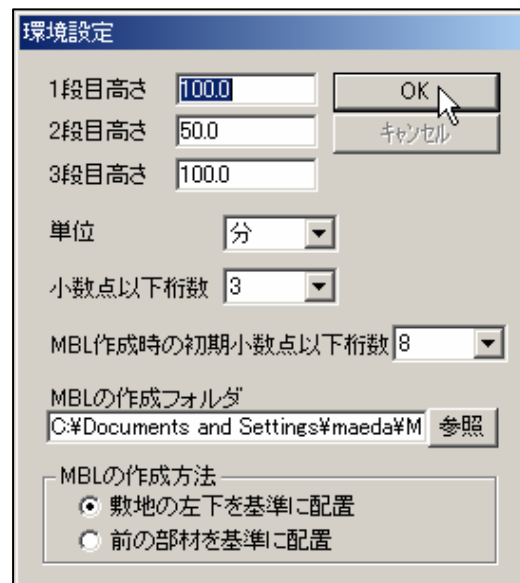 環境設定
1段目高さ 100.0 OK
2段目高さ 50.0 キャンセル
3段目高さ 100.0
単位 分
小数点以下桁数 3
MBL作成時の初期小数点以下桁数 8
MBLの作成フォルダ
C:¥Documents and Settings¥maeda¥M 参照
MBLの作成方法
敷地の左下を基準に配置
前の部材を基準に配置